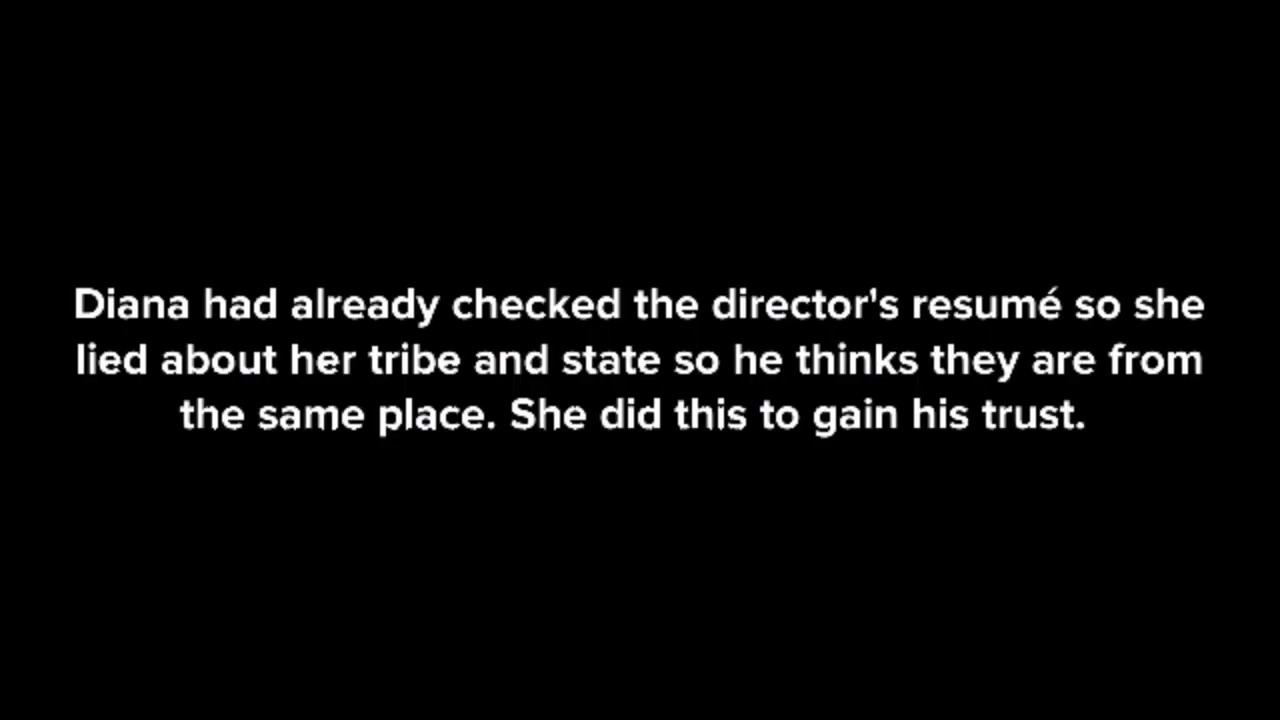 Diana had already checked the director's resumé so she
lied about her tribe and state so he thinks they are from
the same place. She did this to gain his trust.